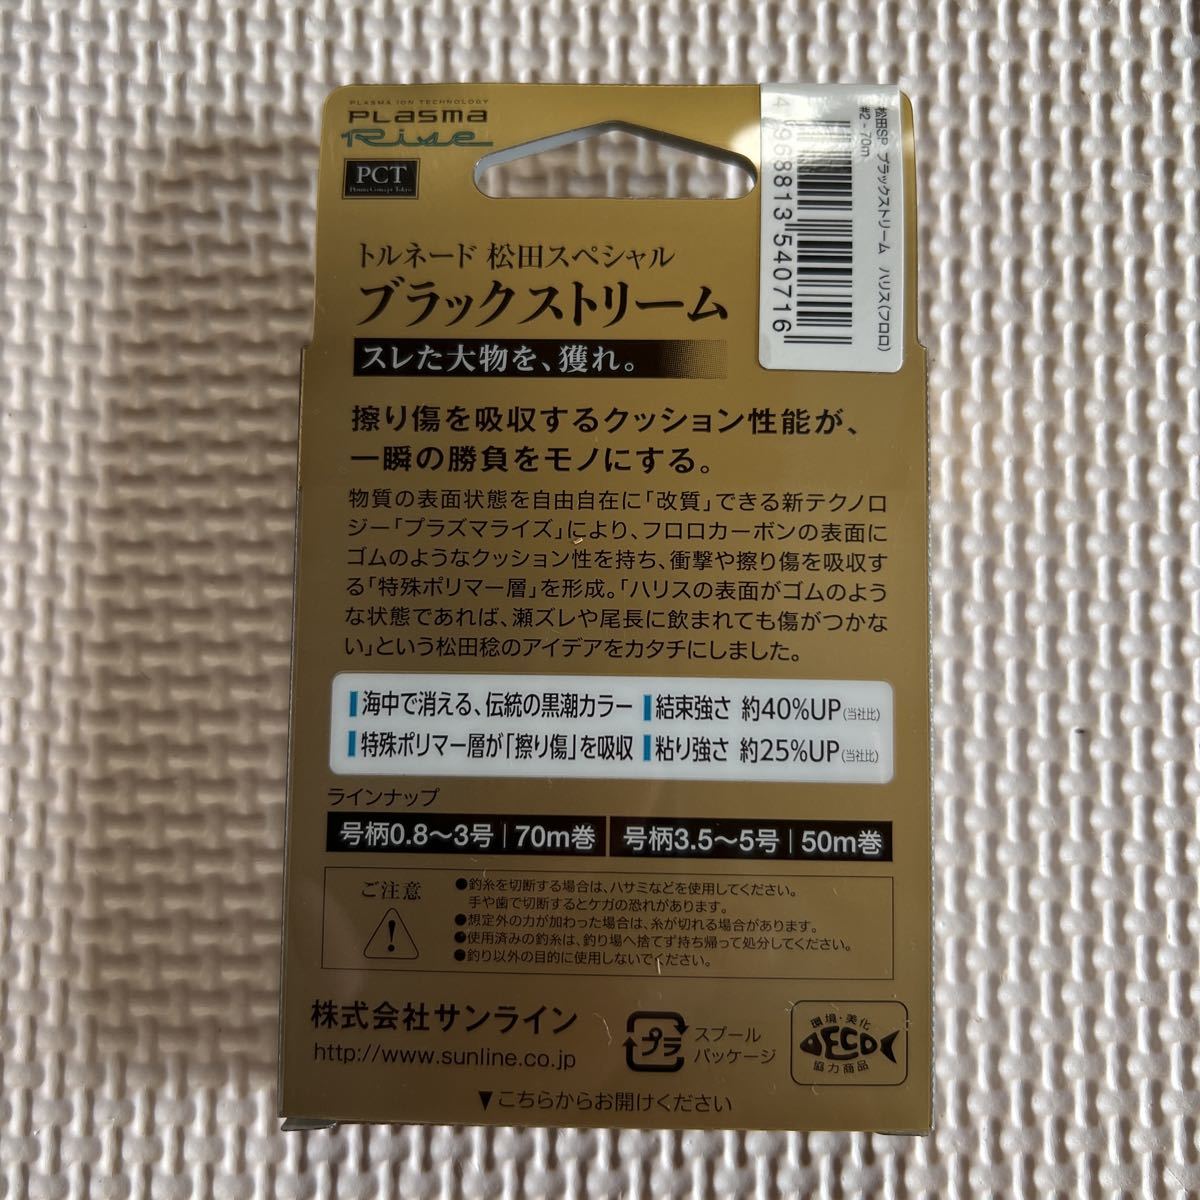 PLASMA ION TECHNOLOGY
PLASMA
Rise
PCT
松田SP ブラックストリーム ハリス(フロロ)
#2-70m
4 968813 540716
トルネード 松田スペシャル
ブラックストリーム
スレた大物を、獲れ。
擦り傷を吸収するクッション性能が、
一瞬の勝負をモノにする。
物質の表面状態を自由自在に「改質」できる新テクノロ
ジー「プラズマライズ」により、フロロカーボンの表面に
ゴムのようなクッション性を持ち、衝撃や擦り傷を吸収す
る「特殊ポリマー層」を形成。「ハリスの表面がゴムのよう
な状態であれば、瀬ズレや尾長に飲まれても傷がつかな
い」という松田稔のアイデアをカタチにしました。
海中で消える、伝統の黒潮カラー
結束強さ 約40%UP(当社比)
特殊ポリマー層が「擦り傷」を吸収
粘り強さ 約25%UP(当社比)
ラインナップ
号柄0.8〜3号|70m巻
号柄3.5〜5号|50m巻
ご注意
●釣糸を切断する場合は、ハサミなどを使用してください。
手や歯で切断するとケガの恐れがあります。
●想定外の力が加わった場合は、糸が切れる場合があります。
●使用済みの釣糸は、釣り場へ捨てず持ち帰って処分してください。
●釣り以外の目的に使用しないでください。
株式会社サンライン
http://www.sunline.co.jp
プラ
スプール
パッケージ
環境・美化
ECO
協力商品
▼こちらからお開けください